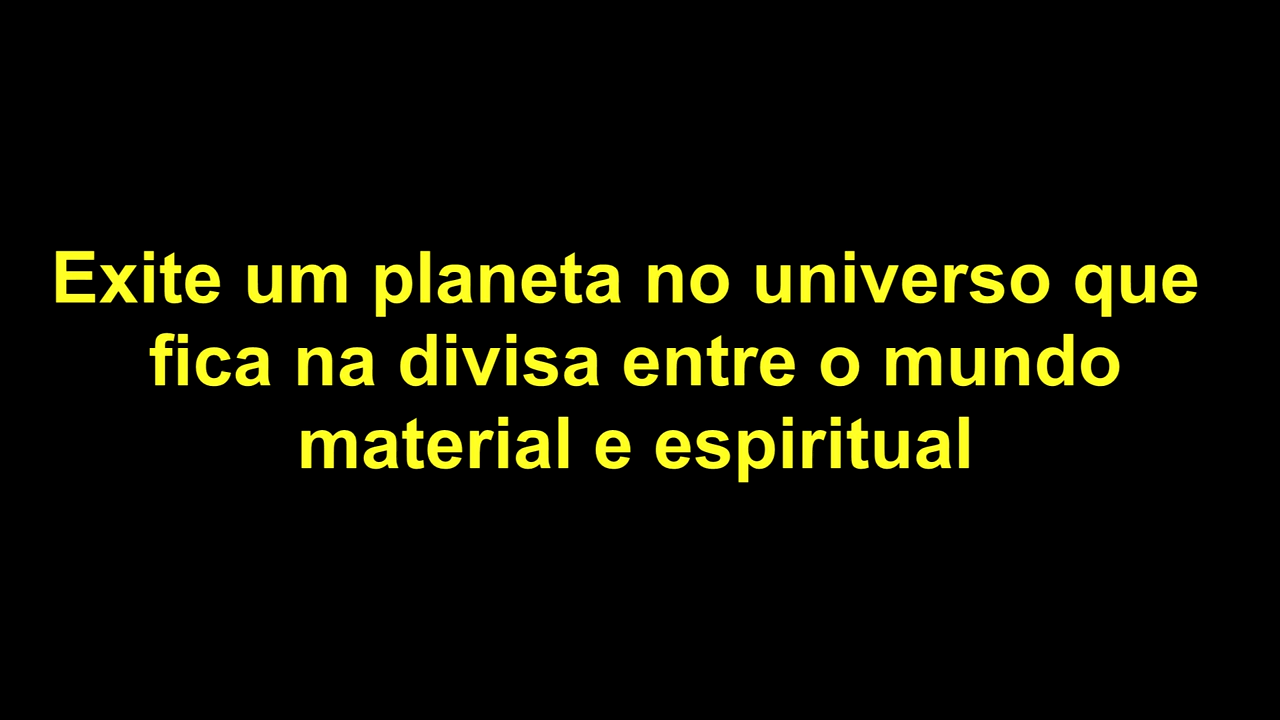 Exite um planeta no universo que
fica na divisa entre o mundo
material e espiritual